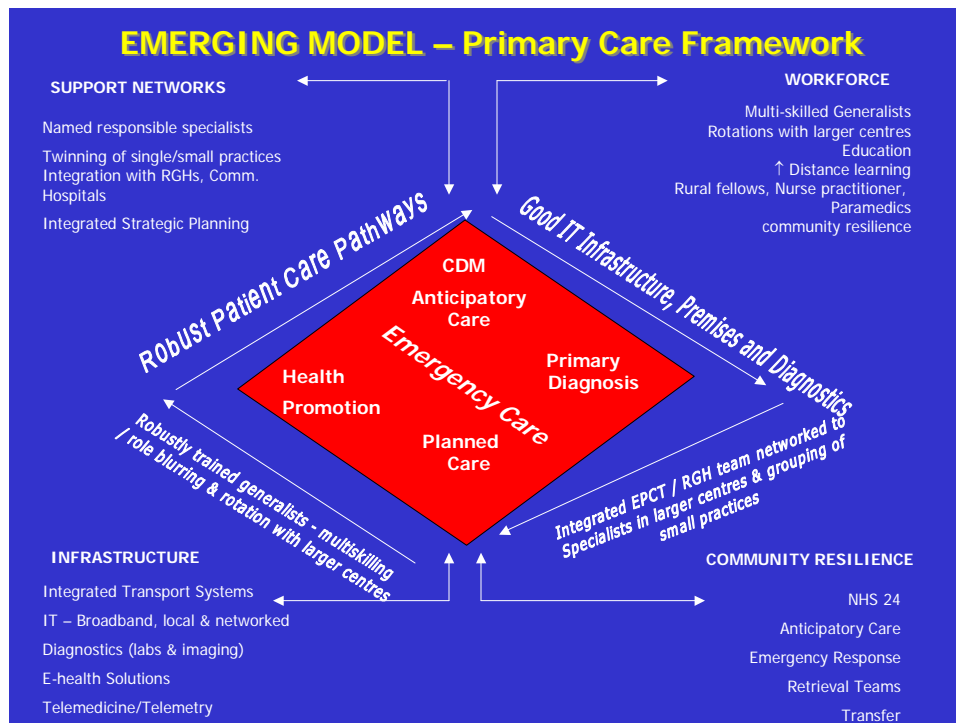 EMERGING MODEL – Primary Care Framework
SUPPORT NETWORKS
Named responsible specialists
Twinning of single/small practices
Integration with RGHs, Comm.
Hospitals
Integrated Strategic Planning
WORKFORCE
Multi-skilled Generalists
Rotations with larger centres
Education
↑ Distance learning
Rural fellows, Nurse practitioner,
Paramedics
community resilience
Robust Patient Care PathWays
Good IT Infrastructure, Premises and Diagnostics
CDM
Anticipatory
Care
Emergency Care
Primary
Diagnosis
Health
Promotion
Planned
Care
Robustly trained generalists - multiskilling
/ role blurring & rotation with larger centres
Integrated EPCT / RGH team networked to
Specialists in larger centres & grouping of
small practices
INFRASTRUCTURE
Integrated Transport Systems
IT – Broadband, local & networked
Diagnostics (labs & imaging)
E-health Solutions
Telemedicine/Telemetry
COMMUNITY RESILIENCE
NHS 24
Anticipatory Care
Emergency Response
Retrieval Teams
Transfer